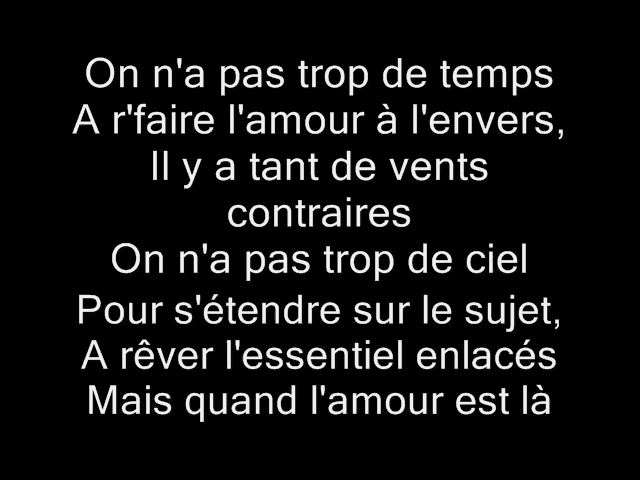 On n'a pas trop de temps
A r'faire l'amour à l'envers,
Il y a tant de vents
contraires
On n'a pas trop de ciel
Pour s'étendre sur le sujet,
A rêver l'essentiel enlacés
Mais quand l'amour est là